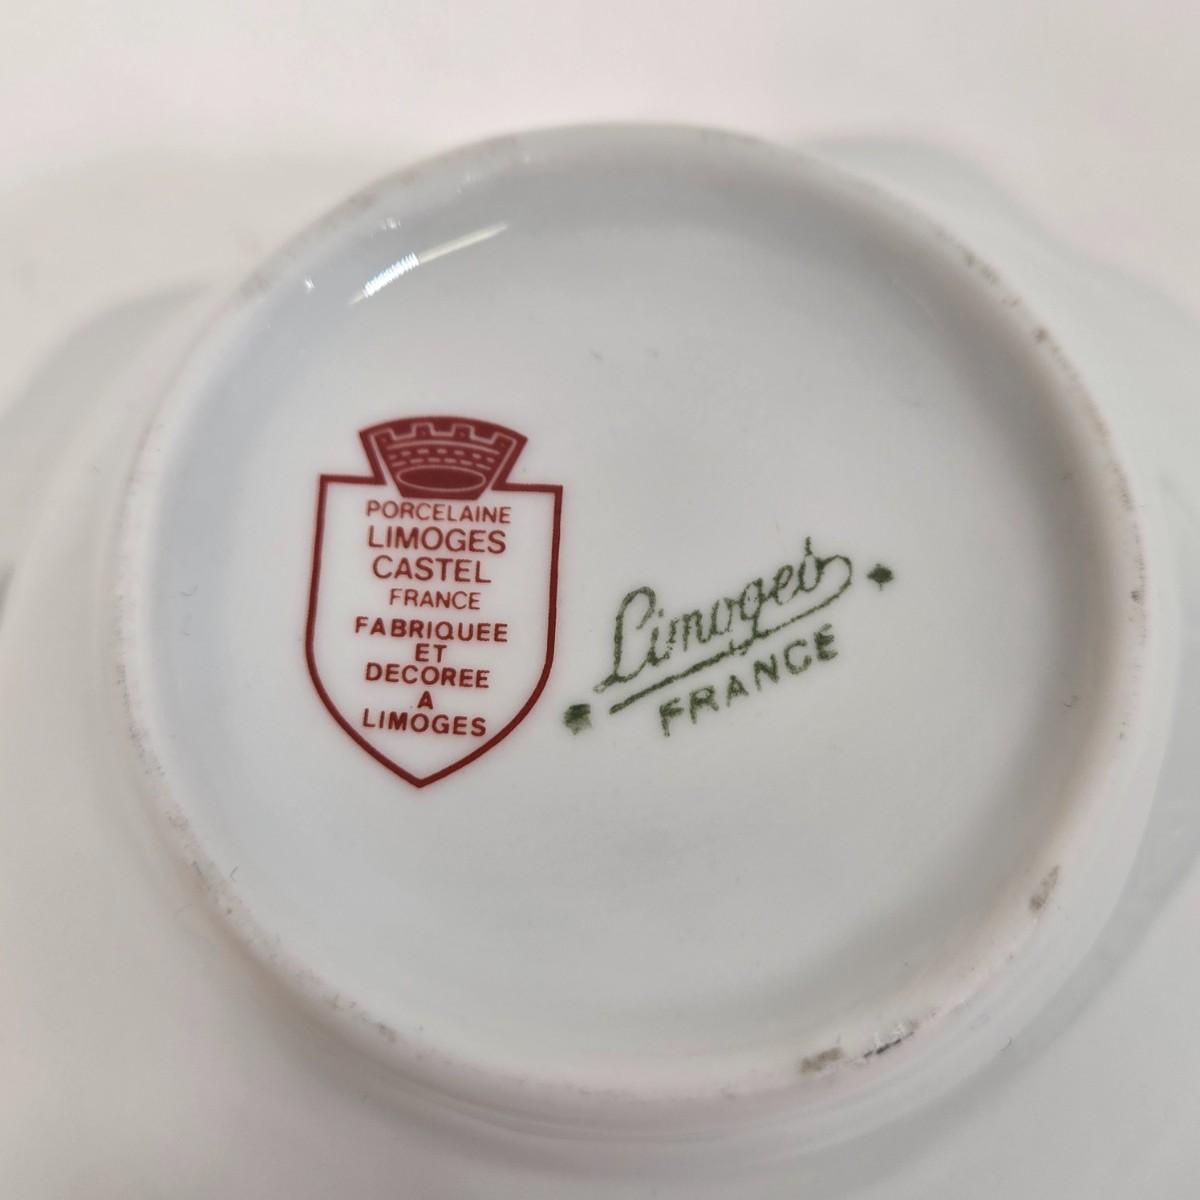 PORCELAINE
LIMOGES
CASTEL
FRANCE
FABRIQUEE
ET
DECOREE
A
LIMOGES
Limoges
FRANCE